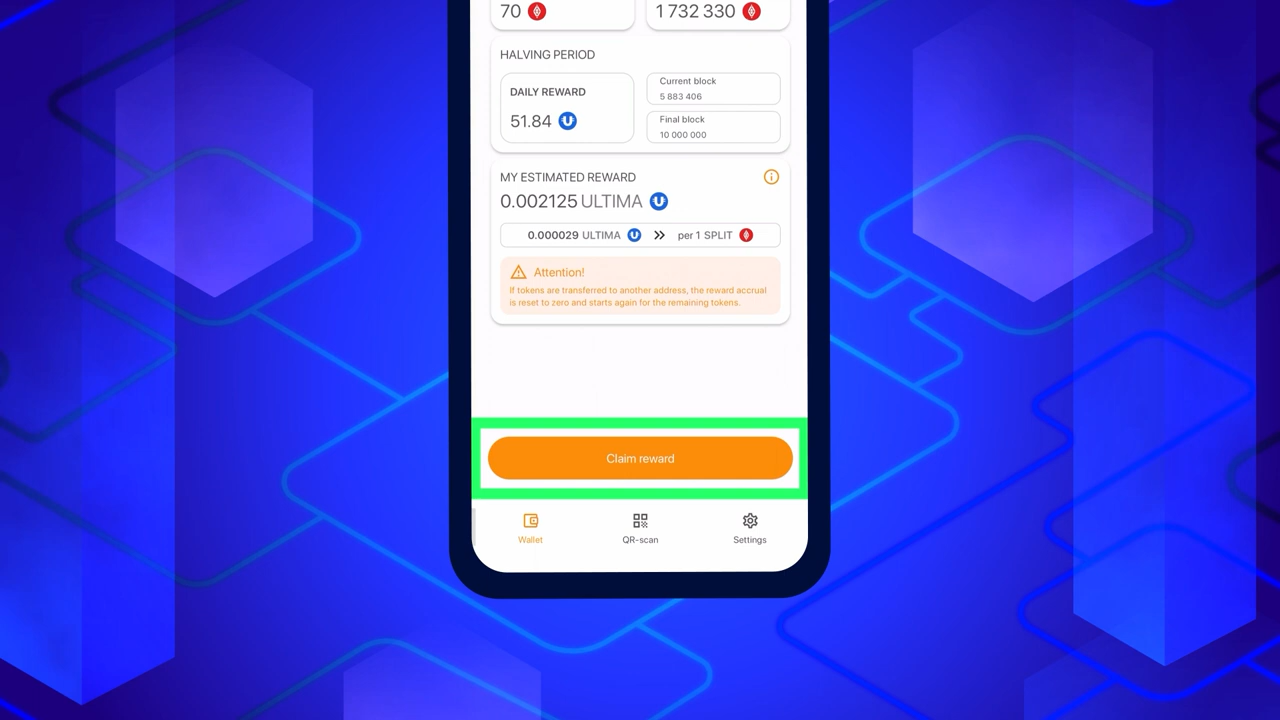 70
1 732 330
HALVING PERIOD
DAILY REWARD
51.84
Current block
5 883 406
Final block
10 000 000
MY ESTIMATED REWARD
0.002125 ULTIMA
0.000029 ULTIMA >> per 1 SPLIT
Attention!
If tokens are transferred to another address, the reward accrual
is reset to zero and starts again for the remaining tokens.
Claim reward
Wallet
QR-scan
Settings